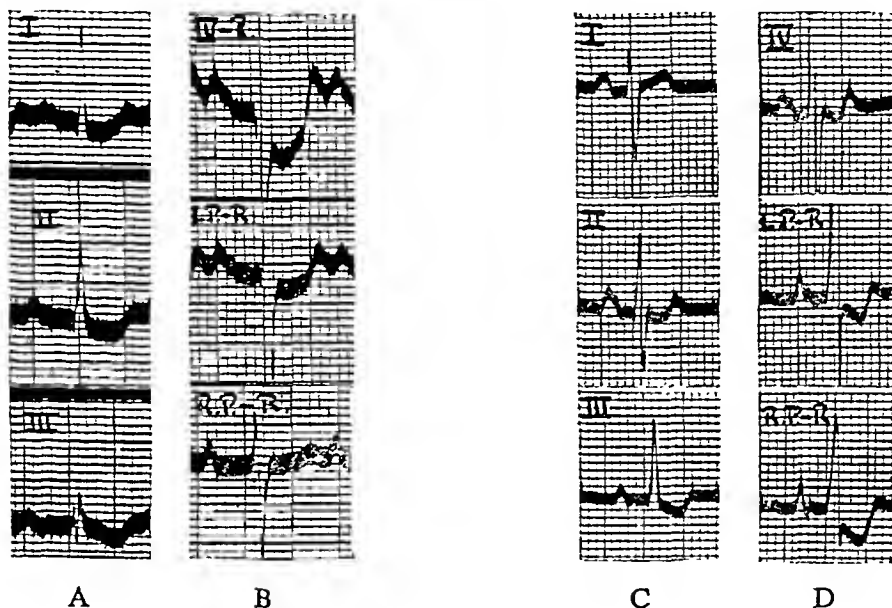 I
II
III
IV-R.
L.P.-R
R.P.-R.
I
II
III
IV
L.P-R
R.P-R
A B C D